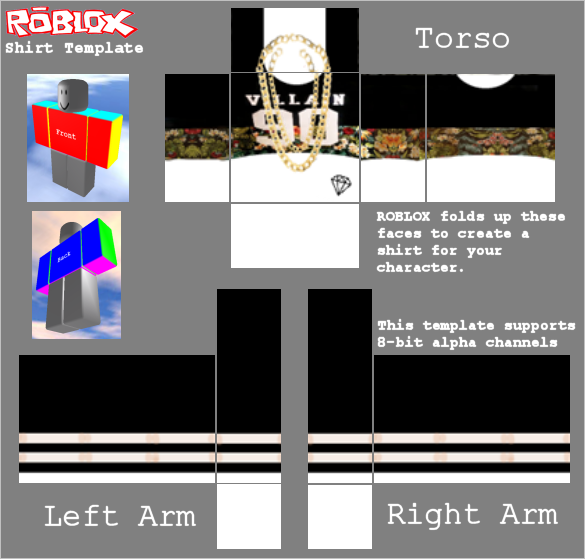 ROBLOX
Shirt Template
Torso
Front
VILLAIN
Back
ROBLOX folds up these
faces to create a
shirt for your
character.
This template supports
8-bit alpha channels
Left Arm
Right Arm